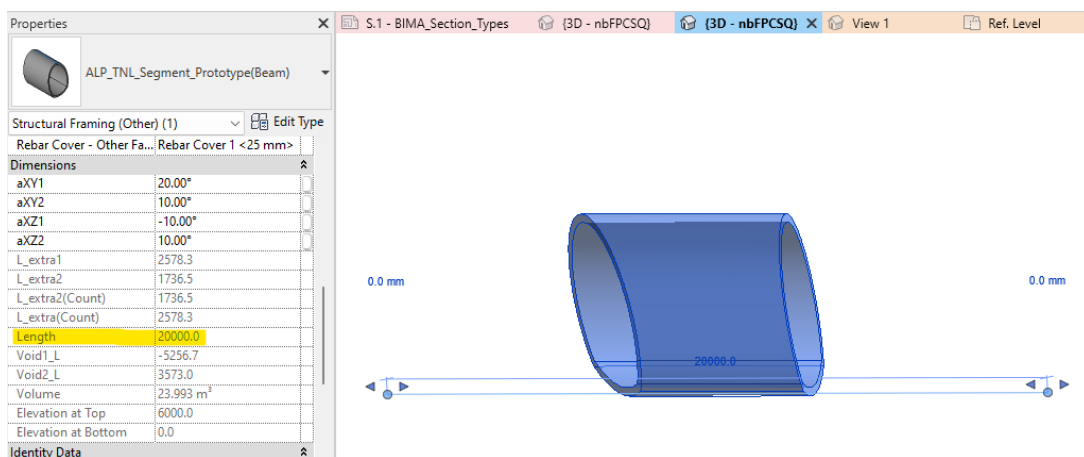 Properties
S.1 - BIMA_Section_Types
{3D - nbFPCSQ}
{3D - nbFPCSQ}
View 1
Ref. Level
ALP_TNL_Segment_Prototype(Beam)
Structural Framing (Other) (1)
Edit Type
Rebar Cover - Other Fa... Rebar Cover 1 <25 mm>
Dimensions
aXY1 20.00°
aXY2 10.00°
aXZ1 -10.00°
aXZ2 10.00°
L_extra1 2578.3
L_extra2 1736.5
L_extra2(Count) 1736.5
L_extra(Count) 2578.3
Length 20000.0
Void1_L -5256.7
Void2_L 3573.0
Volume 23.993 m³
Elevation at Top 6000.0
Elevation at Bottom 0.0
Identity Data
0.0 mm
0.0 mm
20000.0